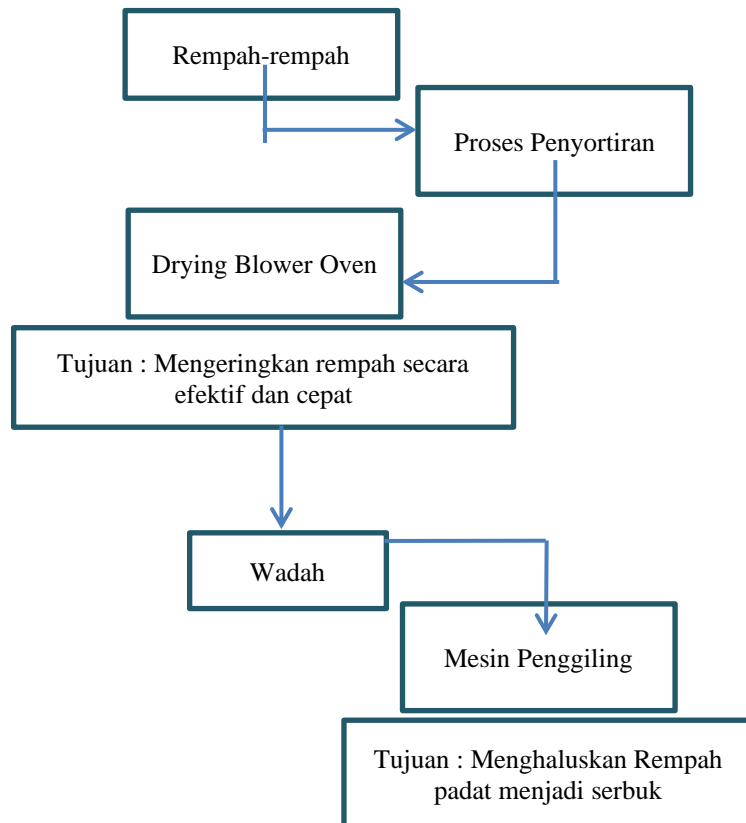 Rempah-rempah
Proses Penyortiran
Drying Blower Oven
Tujuan : Mengeringkan rempah secara
efektif dan cepat
Wadah
Mesin Penggiling
Tujuan : Menghaluskan Rempah
padat menjadi serbuk